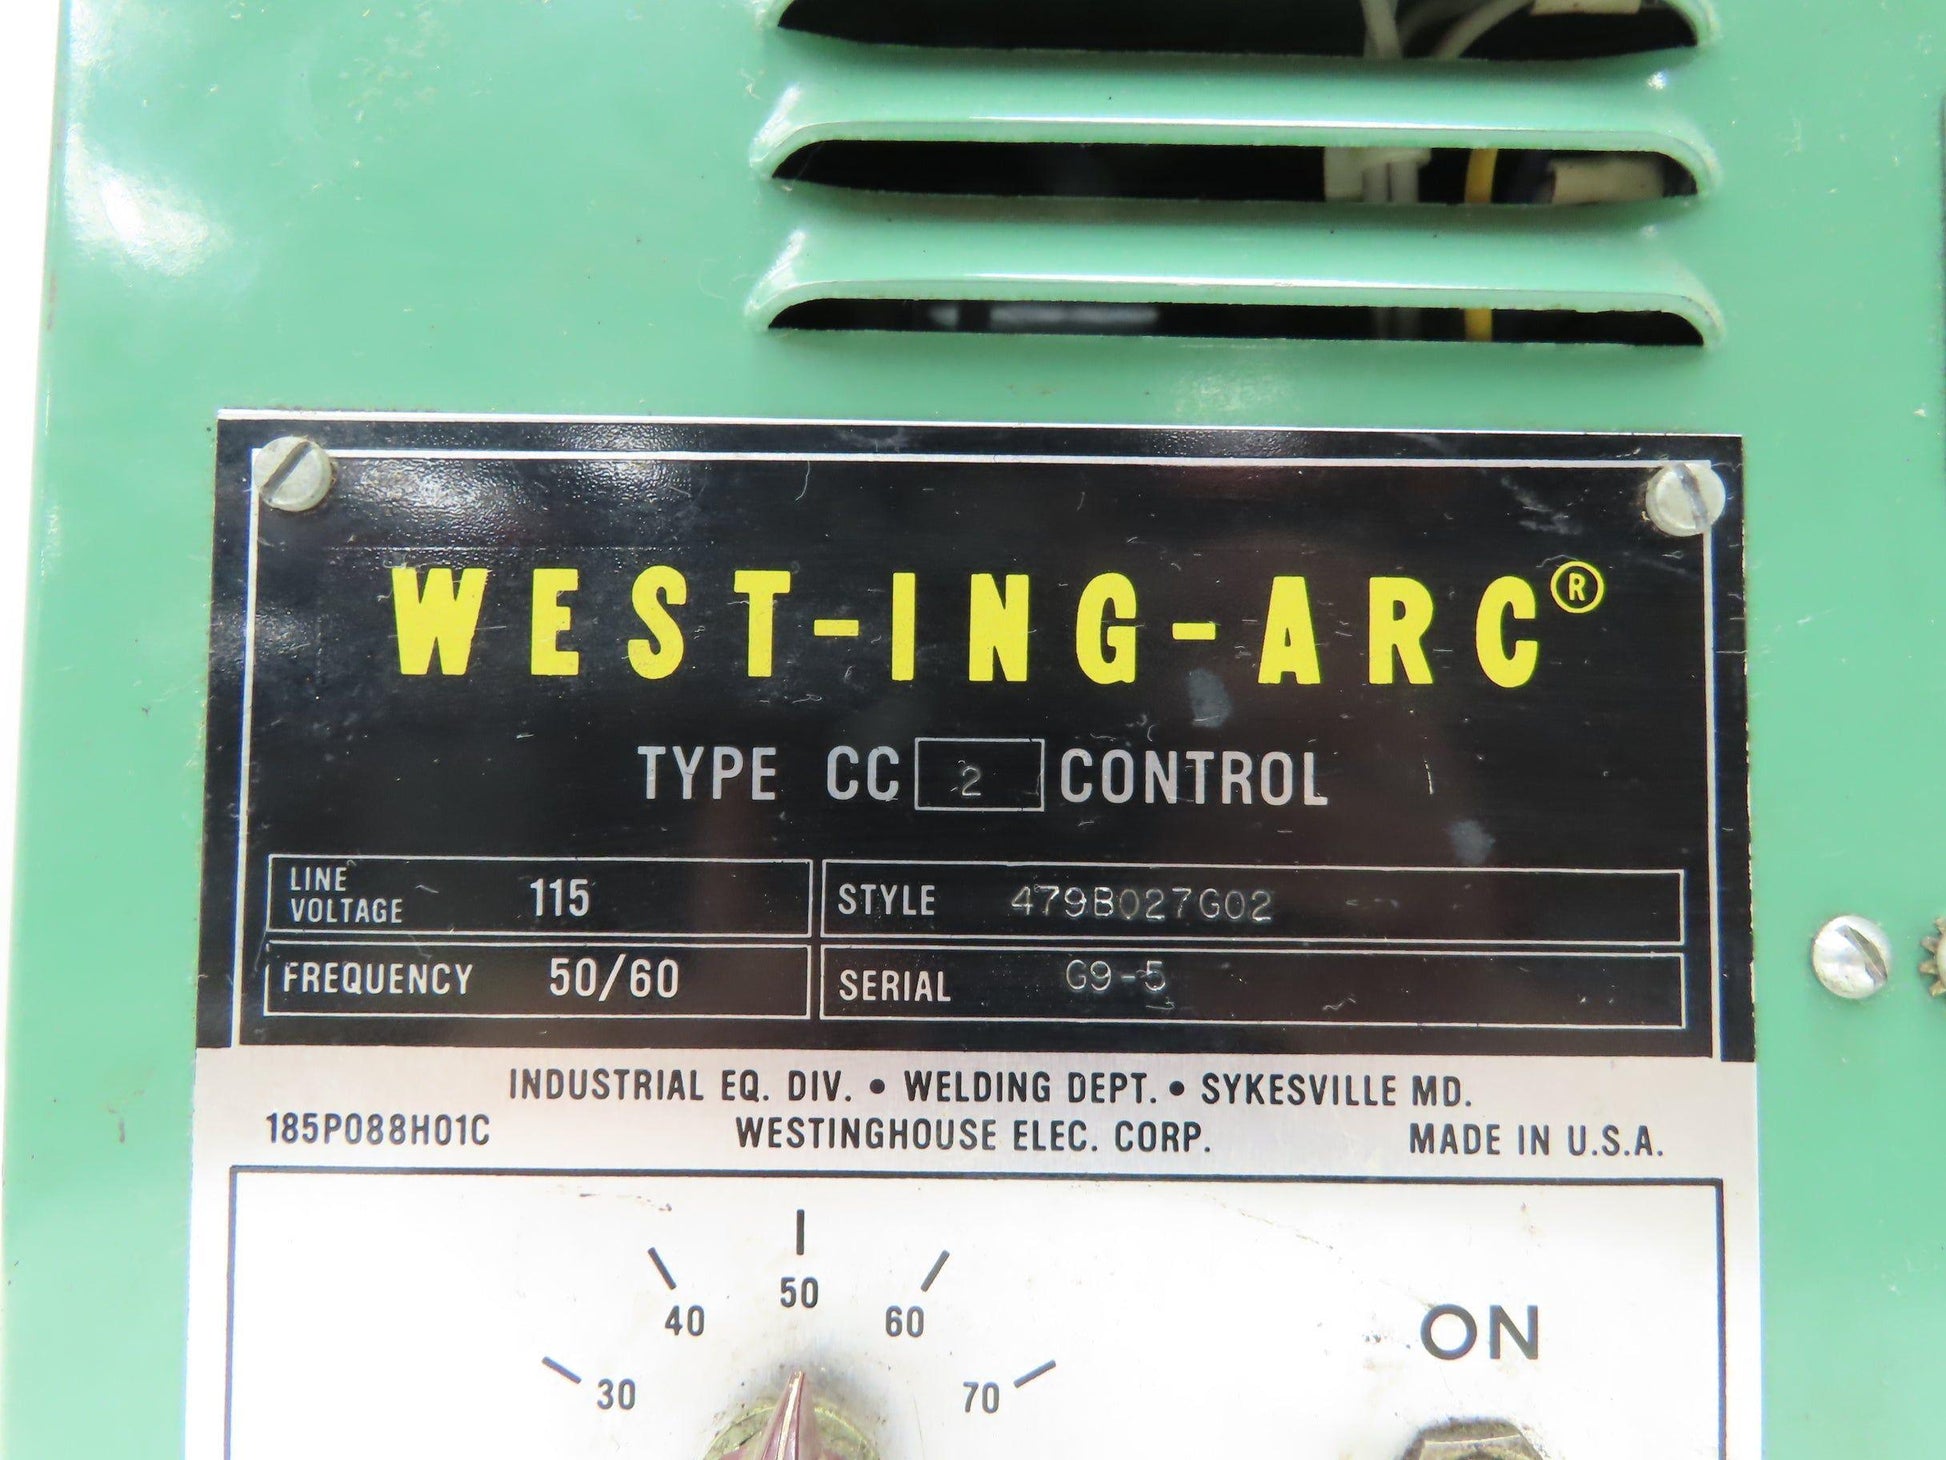 WEST-ING-ARC®
TYPE CC 2 CONTROL
LINE VOLTAGE 115
STYLE 479B027G02
FREQUENCY 50/60
SERIAL G9-5
INDUSTRIAL EQ. DIV. • WELDING DEPT. • SYKESVILLE MD.
185P088H01C WESTINGHOUSE ELEC. CORP. MADE IN U.S.A.
50
40 60
ON
30 70